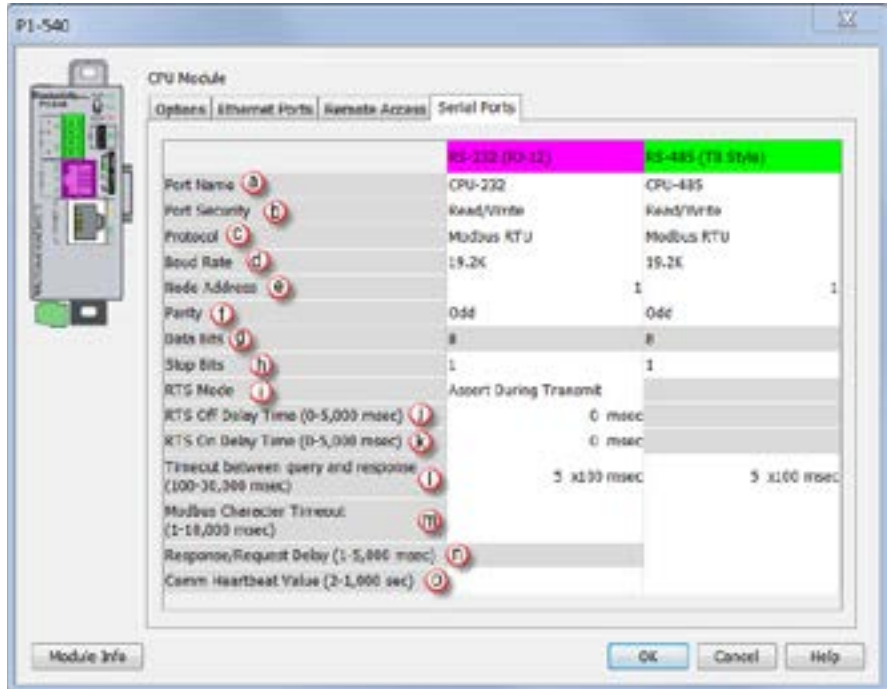 P1-540
CPU Module
Options Ethernet Ports Remote Access Serial Ports
RS-232 (RJ-12) RS-485 (TB Style)
Port Name a CPU-232 CPU-485
Port Security b Read/Write Read/Write
Protocol c Modbus RTU Modbus RTU
Baud Rate d 19.2K 19.2K
Node Address e 1 1
Parity f Odd Odd
Data Bits g 8 8
Stop Bits h 1 1
RTS Mode i Assert During Transmit
RTS Off Delay Time (0-5,000 msec) j 0 msec
RTS On Delay Time (0-5,000 msec) k 0 msec
Timeout between query and response l 5 x100 msec 5 x100 msec
(100-30,000 msec)
Modbus Character Timeout m
(1-10,000 msec)
Response/Request Delay (1-5,000 msec) n
Comm Heartbeat Value (2-1,000 sec) o
Module Info OK Cancel Help